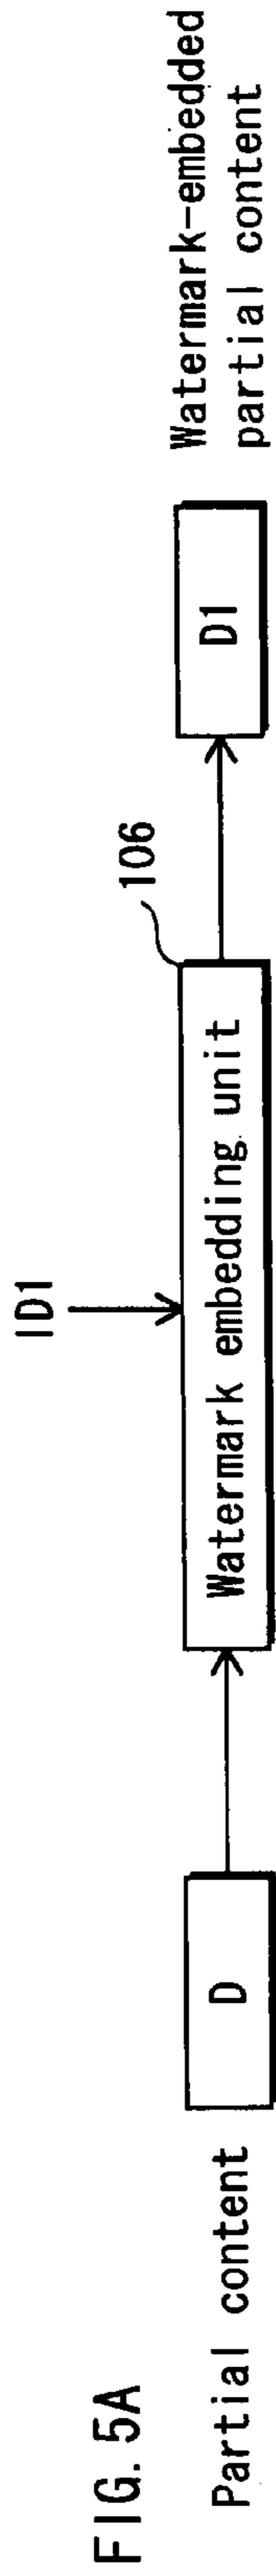 FIG. 5A
ID1
106
Partial content
D
Watermark embedding unit
D1
Watermark-embedded
partial content